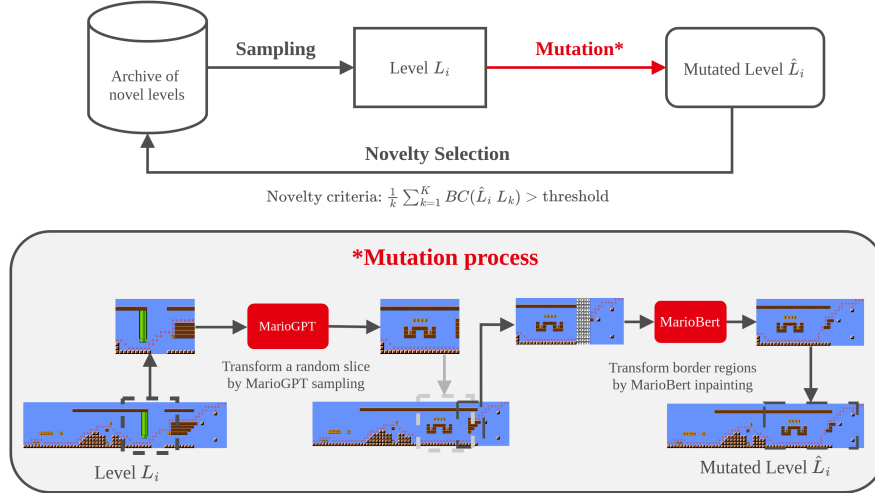 Sampling
Mutation*
Archive of
novel levels
Level $L_i$
Mutated Level $\hat{L}_i$
Novelty Selection
Novelty criteria: $\frac{1}{k} \sum_{k=1}^{K} BC(\hat{L}_i \; L_k) >$ threshold
*Mutation process
MarioGPT
MarioBert
Transform a random slice
by MarioGPT sampling
Transform border regions
by MarioBert inpainting
Level $L_i$
Mutated Level $\hat{L}_i$